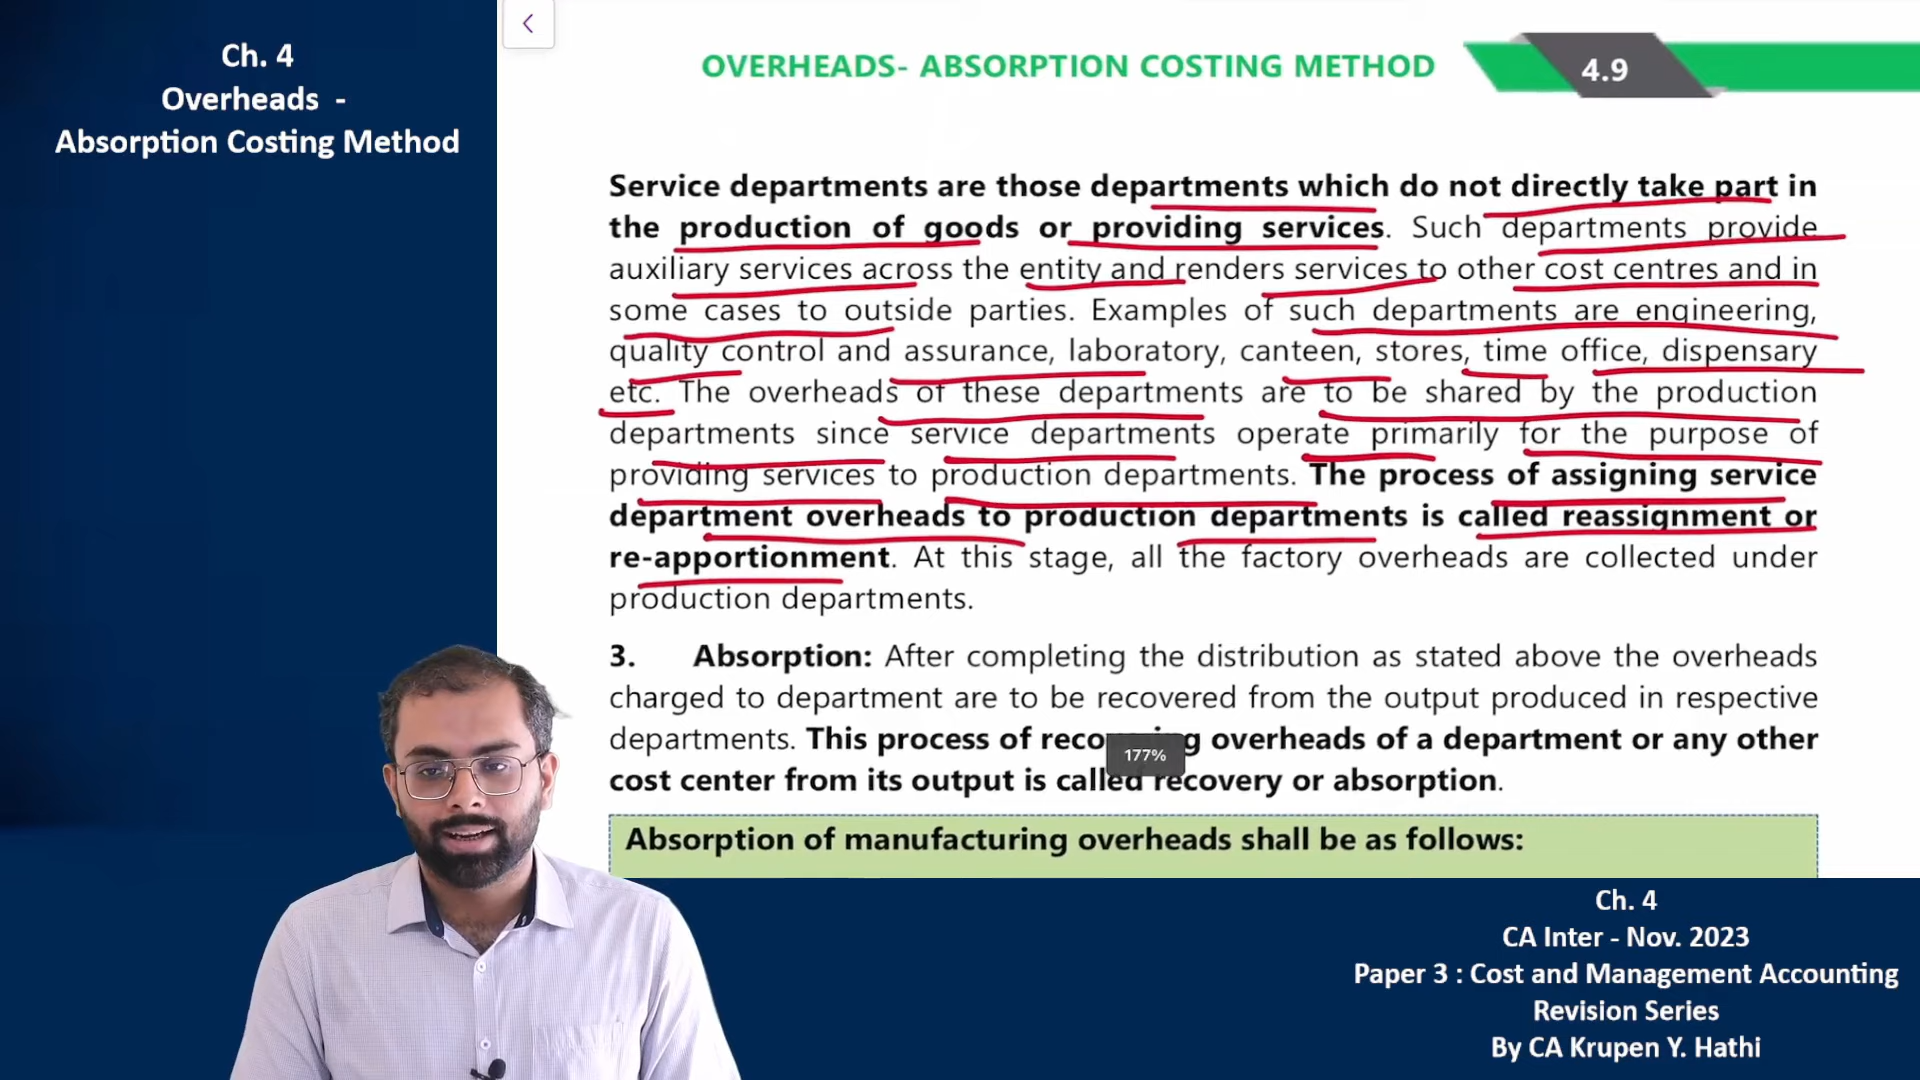 Ch. 4
Overheads -
Absorption Costing Method
OVERHEADS- ABSORPTION COSTING METHOD
4.9
Service departments are those departments which do not directly take part in
the production of goods or providing services. Such departments provide
auxiliary services across the entity and renders services to other cost centres and in
some cases to outside parties. Examples of such departments are engineering,
quality control and assurance, laboratory, canteen, stores, time office, dispensary
etc. The overheads of these departments are to be shared by the production
departments since service departments operate primarily for the purpose of
providing services to production departments. The process of assigning service
department overheads to production departments is called reassignment or
re-apportionment. At this stage, all the factory overheads are collected under
production departments.
3. Absorption: After completing the distribution as stated above the overheads
charged to department are to be recovered from the output produced in respective
departments. This process of overheads of a department or any other
cost center from its output is called recovery or absorption.
177%
Absorption of manufacturing overheads shall be as follows:
Ch. 4
CA Inter - Nov. 2023
Paper 3 : Cost and Management Accounting
Revision Series
By CA Krupen Y. Hathi